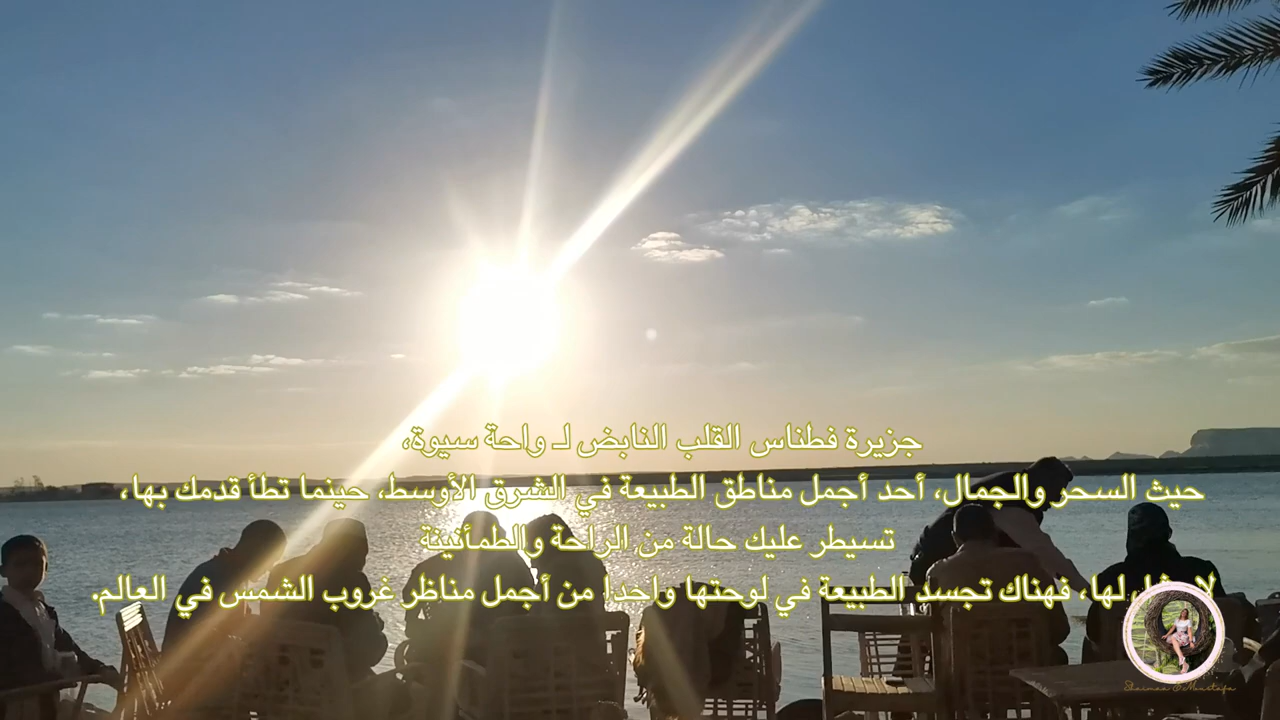 جزيرة فطناس القلب النابض لـ واحة سيوة،
حيث السحر والجمال، أحد أجمل مناطق الطبيعة في الشرق الأوسط، حينما تطأ قدمك بها،
تسيطر عليك حالة من الراحة والطمأنينة
لا لها، فهناك تجسد الطبيعة في لوحتها واحدا من أجمل مناظر غروب الشمس في العالم.